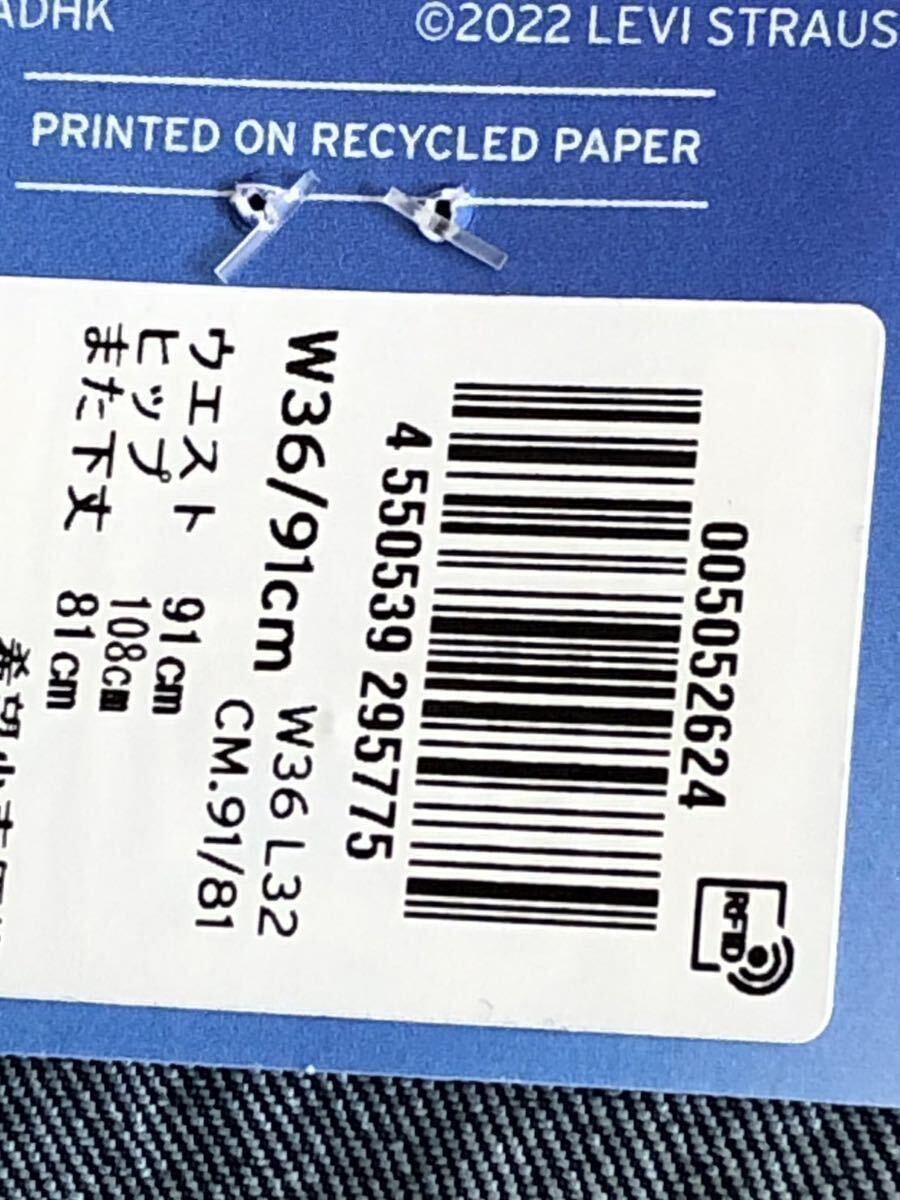 ADHK
©2022 LEVI STRAUS
PRINTED ON RECYCLED PAPER
005052624
4 550539 295775
W36/91cm W36 L32
CM.91/81
ウエスト 91cm
ヒップ 108cm
また下丈 81cm
RFID